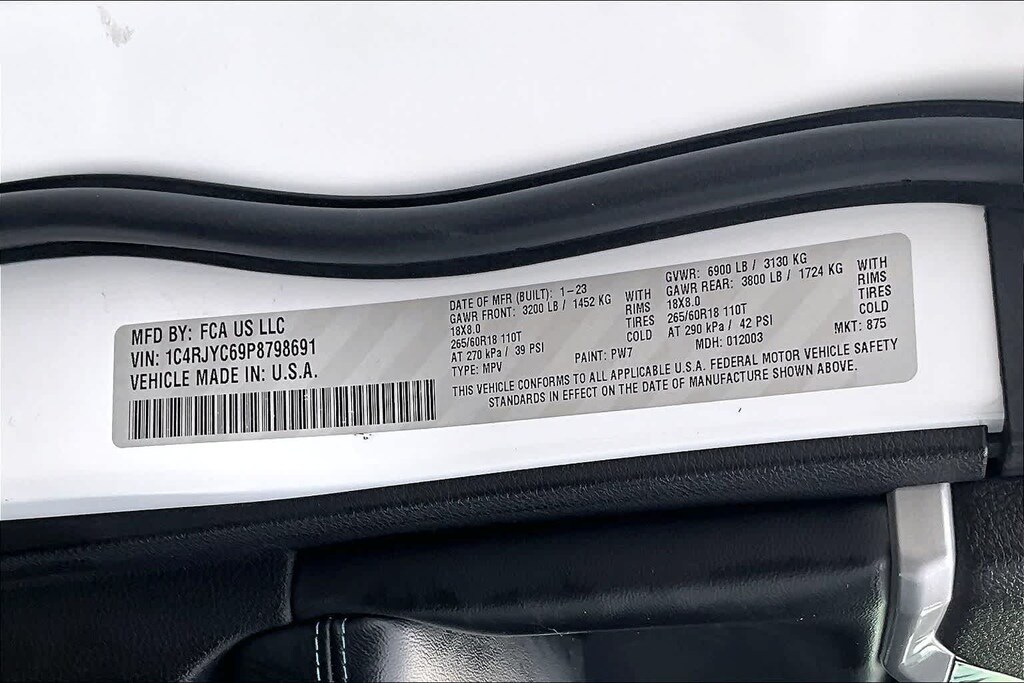 MFD BY: FCA US LLC
VIN: 1C4RJYC69P8798691
VEHICLE MADE IN: U.S.A.
DATE OF MFR (BUILT): 1-23
GAWR FRONT: 3200 LB / 1452 KG WITH
18X8.0 RIMS
265/60R18 110T TIRES
AT 270 kPa / 39 PSI COLD
TYPE: MPV PAINT: PW7
GVWR: 6900 LB / 3130 KG
GAWR REAR: 3800 LB / 1724 KG WITH
18X8.0 RIMS
265/60R18 110T TIRES
AT 290 kPa / 42 PSI COLD
MDH: 012003 MKT: 875
THIS VEHICLE CONFORMS TO ALL APPLICABLE U.S.A. FEDERAL MOTOR VEHICLE SAFETY
STANDARDS IN EFFECT ON THE DATE OF MANUFACTURE SHOWN ABOVE.